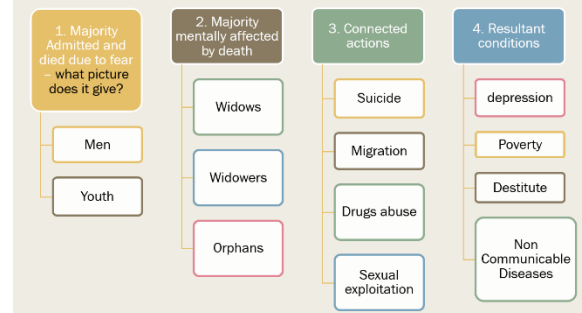 1. Majority
Admitted and
died due to fear
– what picture
does it give?
Men
Youth
2. Majority
mentally affected
by death
Widows
Widowers
Orphans
3. Connected
actions
Suicide
Migration
Drugs abuse
Sexual
exploitation
4. Resultant
conditions
depression
Poverty
Destitute
Non
Communicable
Diseases